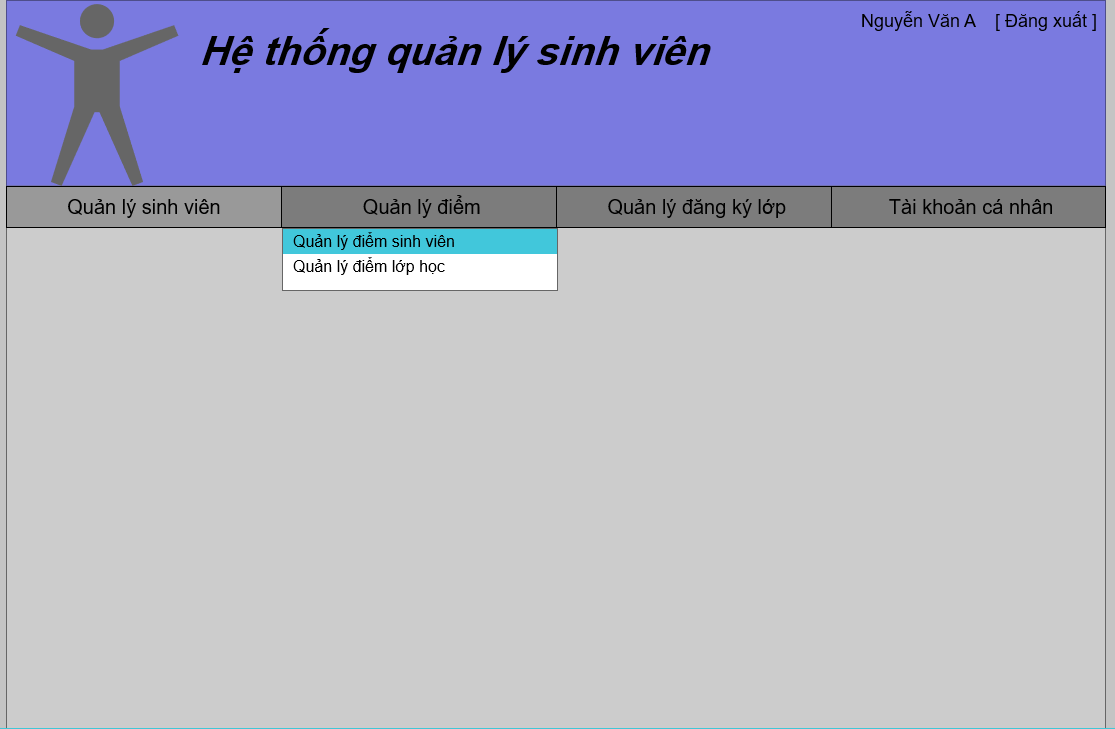 Nguyễn Văn A [ Đăng xuất ]
Hệ thống quản lý sinh viên
Quản lý sinh viên
Quản lý điểm
Quản lý đăng ký lớp
Tài khoản cá nhân
Quản lý điểm sinh viên
Quản lý điểm lớp học